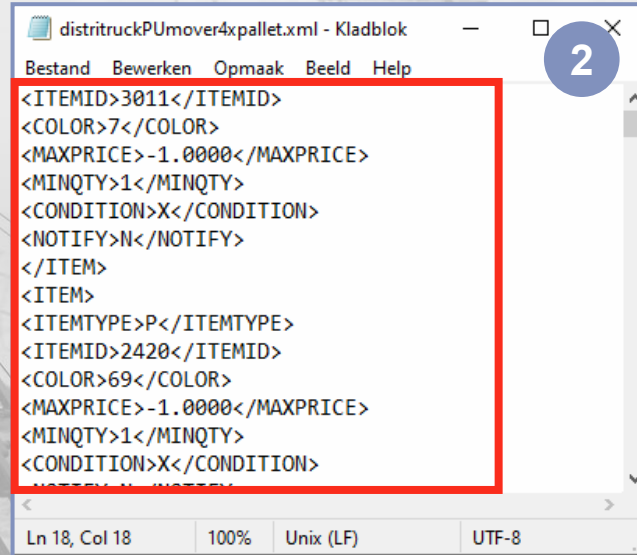 distritruckPUmover4xpallet.xml - Kladblok
2
Bestand Bewerken Opmaak Beeld Help
<ITEMID>3011</ITEMID>
<COLOR>7</COLOR>
<MAXPRICE>-1.0000</MAXPRICE>
<MINQTY>1</MINQTY>
<CONDITION>X</CONDITION>
<NOTIFY>N</NOTIFY>
</ITEM>
<ITEM>
<ITEMTYPE>P</ITEMTYPE>
<ITEMID>2420</ITEMID>
<COLOR>69</COLOR>
<MAXPRICE>-1.0000</MAXPRICE>
<MINQTY>1</MINQTY>
<CONDITION>X</CONDITION>
Ln 18, Col 18 100% Unix (LF) UTF-8